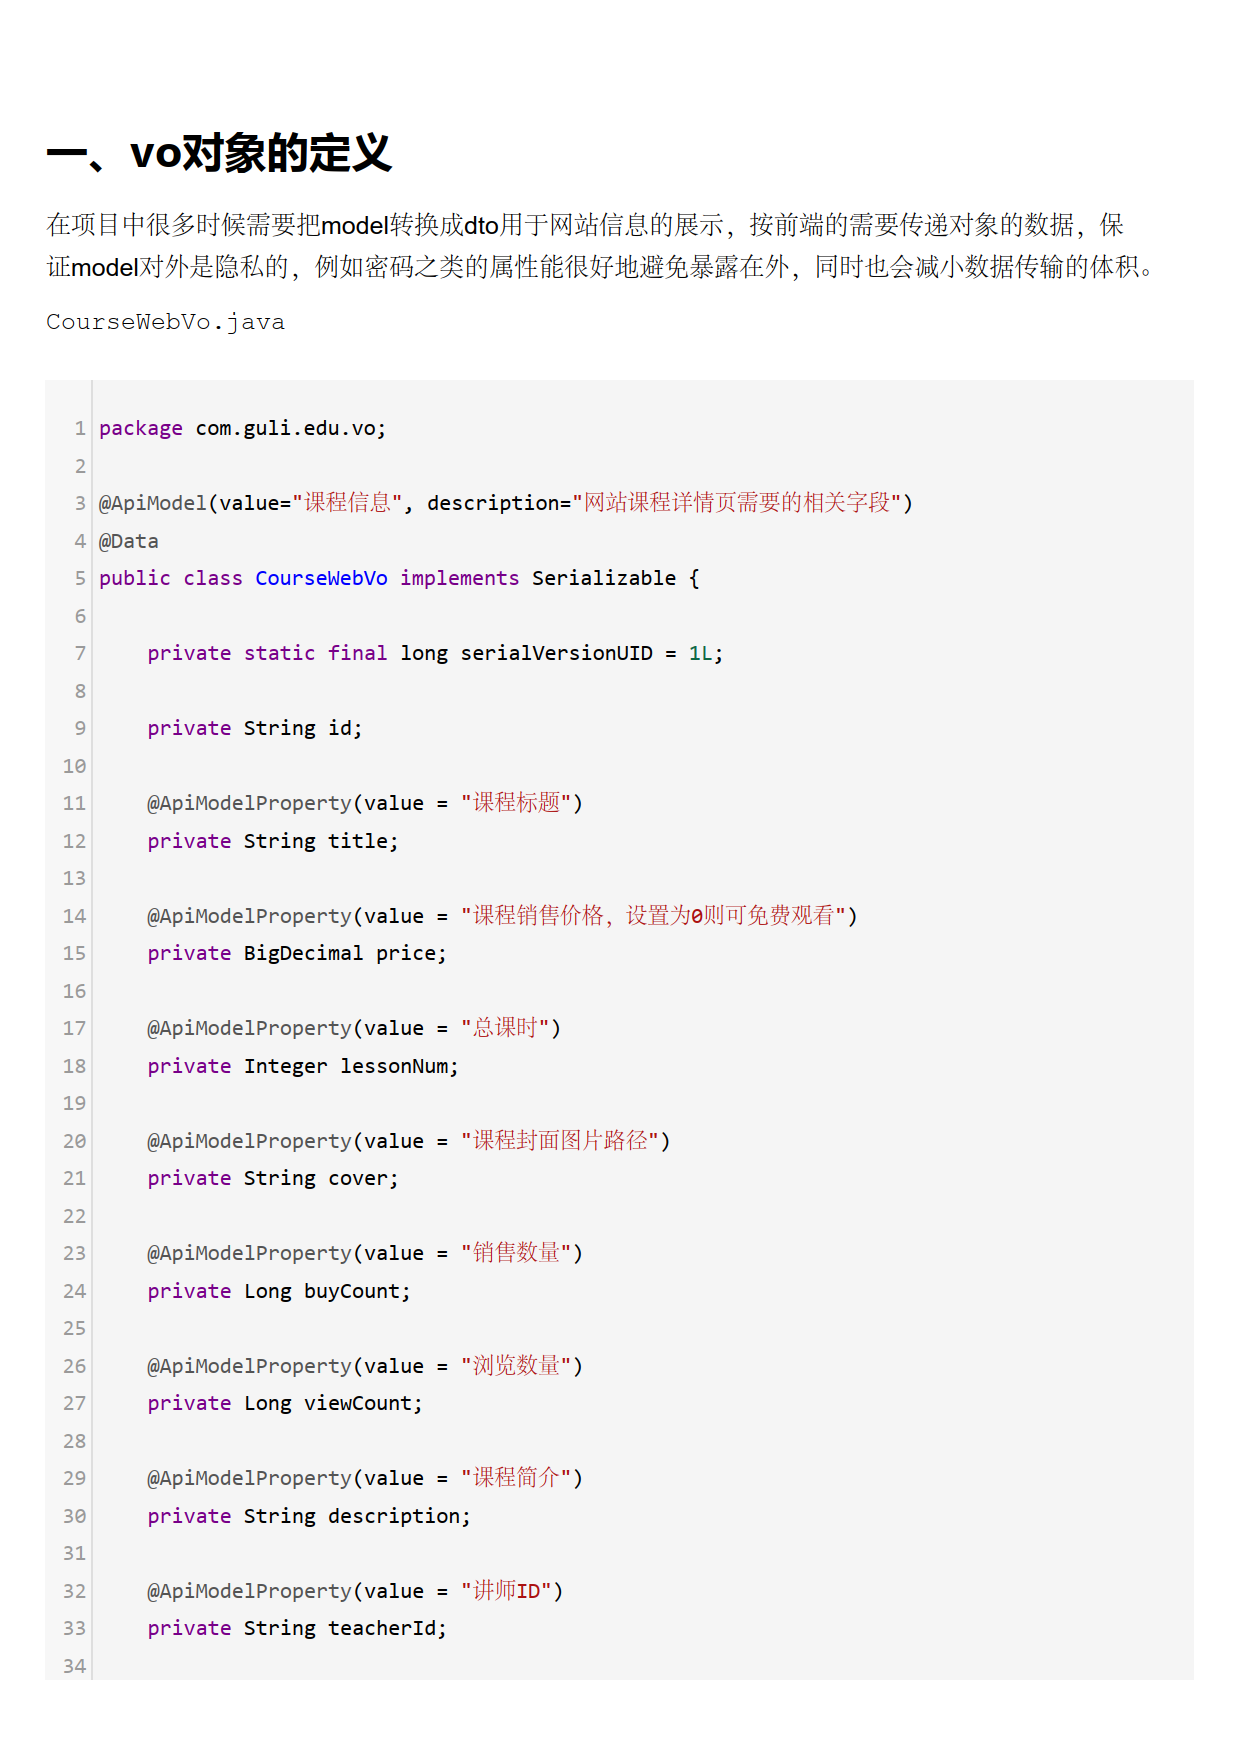 一、vo对象的定义
在项目中很多时候需要把model转换成dto用于网站信息的展示，按前端的需要传递对象的数据，保
证model对外是隐私的，例如密码之类的属性能很好地避免暴露在外，同时也会减小数据传输的体积。
CourseWebVo.java
1 package com.guli.edu.vo;
2
3 @ApiModel(value="课程信息", description="网站课程详情页需要的相关字段")
4 @Data
5 public class CourseWebVo implements Serializable {
6
7     private static final long serialVersionUID = 1L;
8
9     private String id;
10
11     @ApiModelProperty(value = "课程标题")
12     private String title;
13
14     @ApiModelProperty(value = "课程销售价格，设置为0则可免费观看")
15     private BigDecimal price;
16
17     @ApiModelProperty(value = "总课时")
18     private Integer lessonNum;
19
20     @ApiModelProperty(value = "课程封面图片路径")
21     private String cover;
22
23     @ApiModelProperty(value = "销售数量")
24     private Long buyCount;
25
26     @ApiModelProperty(value = "浏览数量")
27     private Long viewCount;
28
29     @ApiModelProperty(value = "课程简介")
30     private String description;
31
32     @ApiModelProperty(value = "讲师ID")
33     private String teacherId;
34